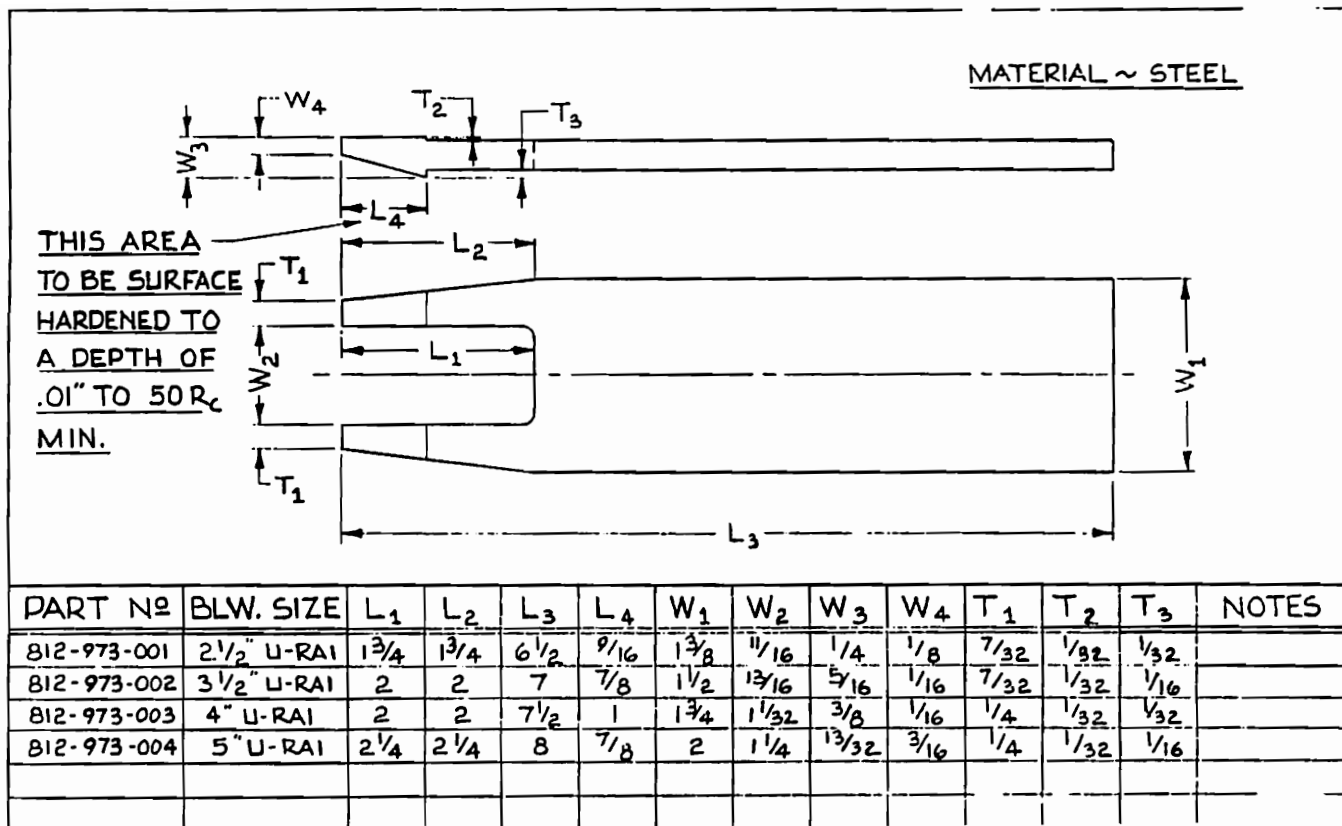 MATERIAL ~ STEEL
W4
T2
T3
W3
L4
THIS AREA
TO BE SURFACE
HARDENED TO
A DEPTH OF
.01" TO 50 Rc
MIN.
L2
T1
L1
W2
W1
T1
L3
PART Nº BLW. SIZE L1 L2 L3 L4 W1 W2 W3 W4 T1 T2 T3 NOTES
812-973-001 2 1/2" U-RAI 1 3/4 1 3/4 6 1/2 9/16 1 3/8 11/16 1/4 1/8 7/32 1/32 1/32
812-973-002 3 1/2" U-RAI 2 2 7 7/8 1 1/2 13/16 5/16 1/16 7/32 1/32 1/16
812-973-003 4" U-RAI 2 2 7 1/2 1 1 3/4 1 1/32 3/8 1/16 1/4 1/32 1/32
812-973-004 5" U-RAI 2 1/4 2 1/4 8 7/8 2 1 1/4 13/32 3/16 1/4 1/32 1/16